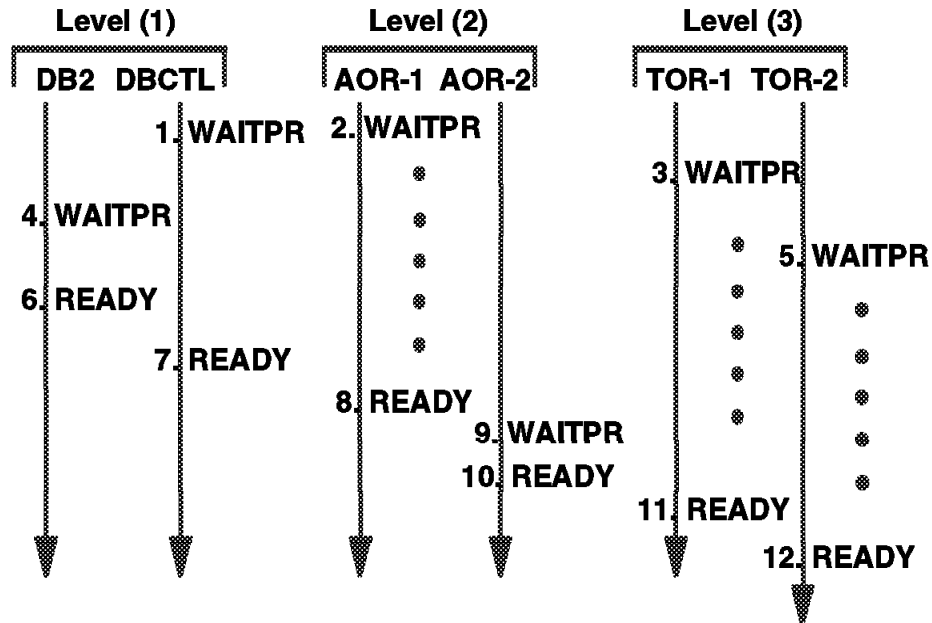 Level (1) Level (2) Level (3)
DB2 DBCTL AOR-1 AOR-2 TOR-1 TOR-2
1. WAITPR 2. WAITPR
3. WAITPR
4. WAITPR
5. WAITPR
6. READY
7. READY
8. READY
9. WAITPR
10. READY
11. READY
12. READY